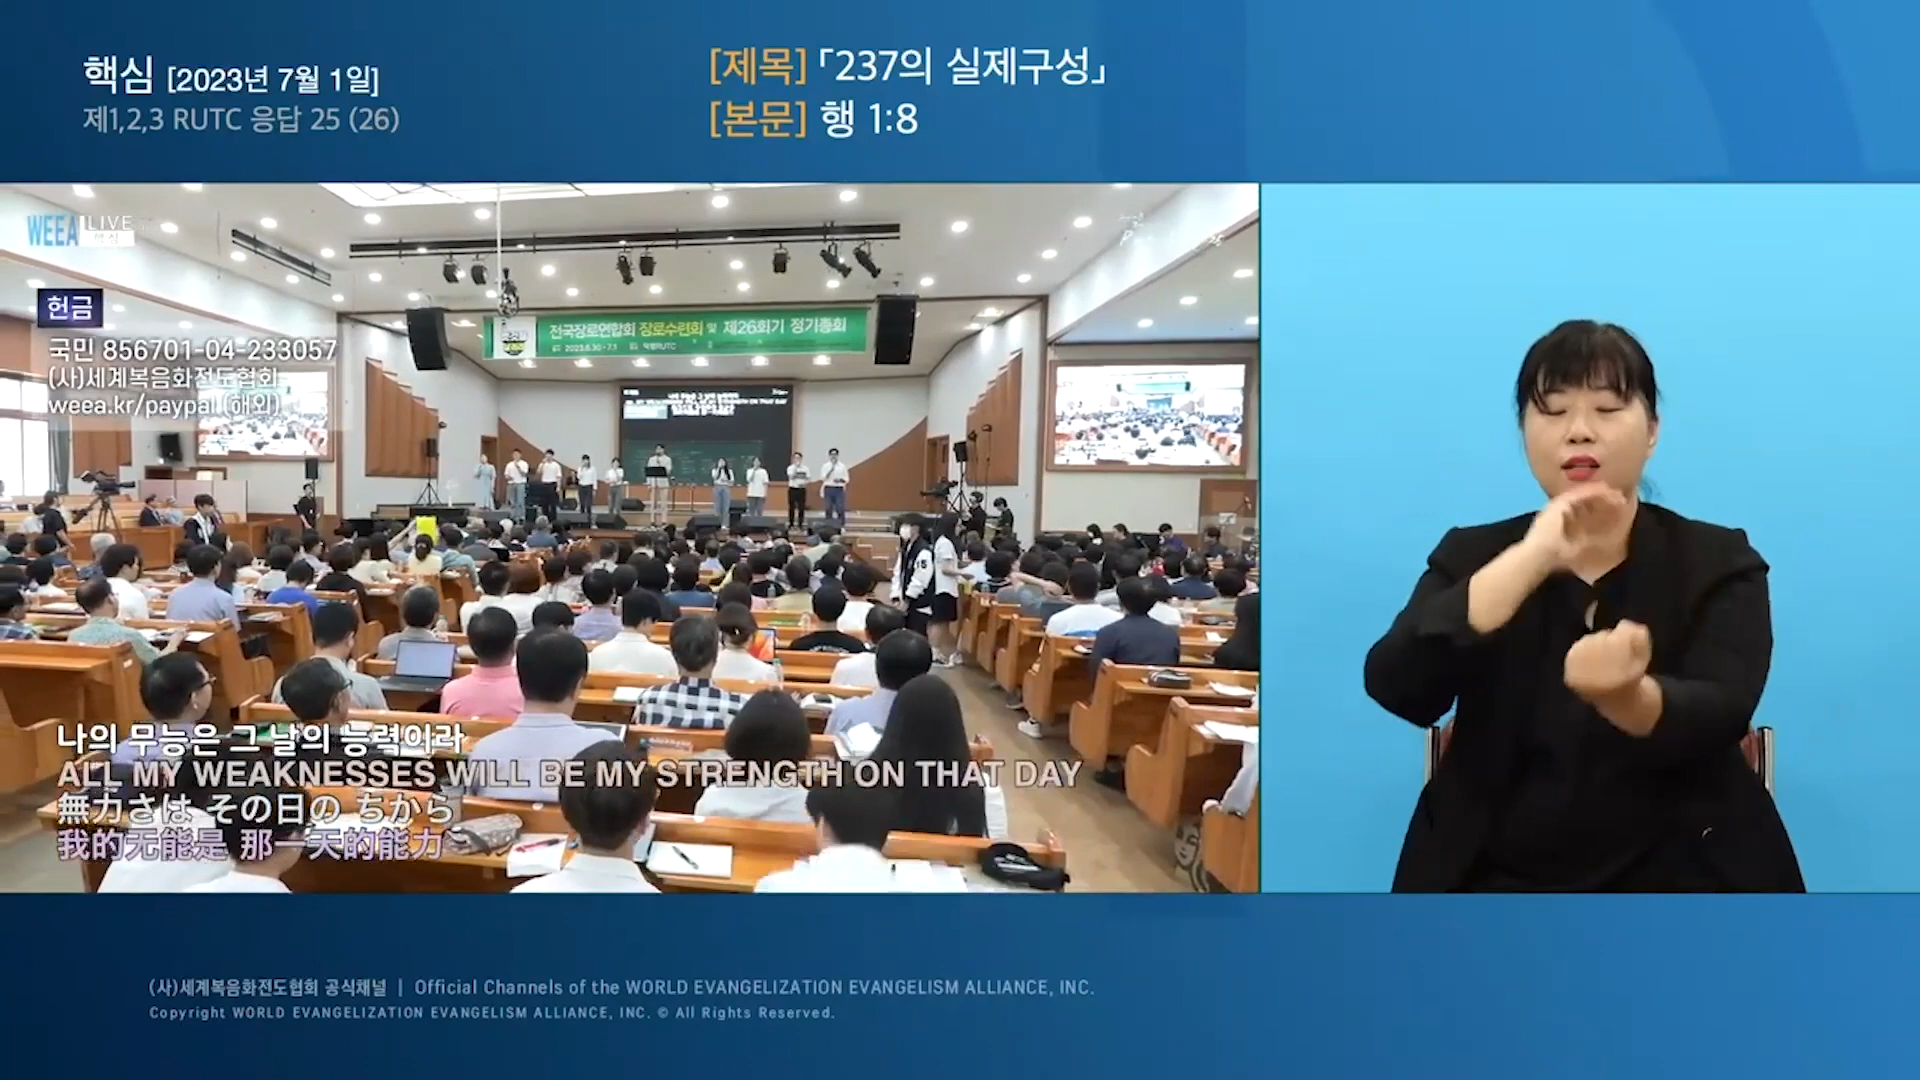 핵심 [2023년 7월 1일]
제1,2,3 RUTC 응답 25 (26)
[제목] 「237의 실제구성」
[본문] 행 1:8
WEEA LIVE
핵심
헌금
국민 856701-04-233057
(사)세계복음화전도협회
weea.kr/paypal (해외)
전국장로연합회 장로수련회 및 제26회기 정기총회
2023.6.30 - 7.1
나의 무능은 그 날의 능력이라
ALL MY WEAKNESSES WILL BE MY STRENGTH ON THAT DAY
無力さは その日の ちから
我的无能是 那一天的能力
(사)세계복음화전도협회 공식채널 | Official Channels of the WORLD EVANGELIZATION EVANGELISM ALLIANCE, INC.
Copyright WORLD EVANGELIZATION EVANGELISM ALLIANCE, INC. © All Rights Reserved.